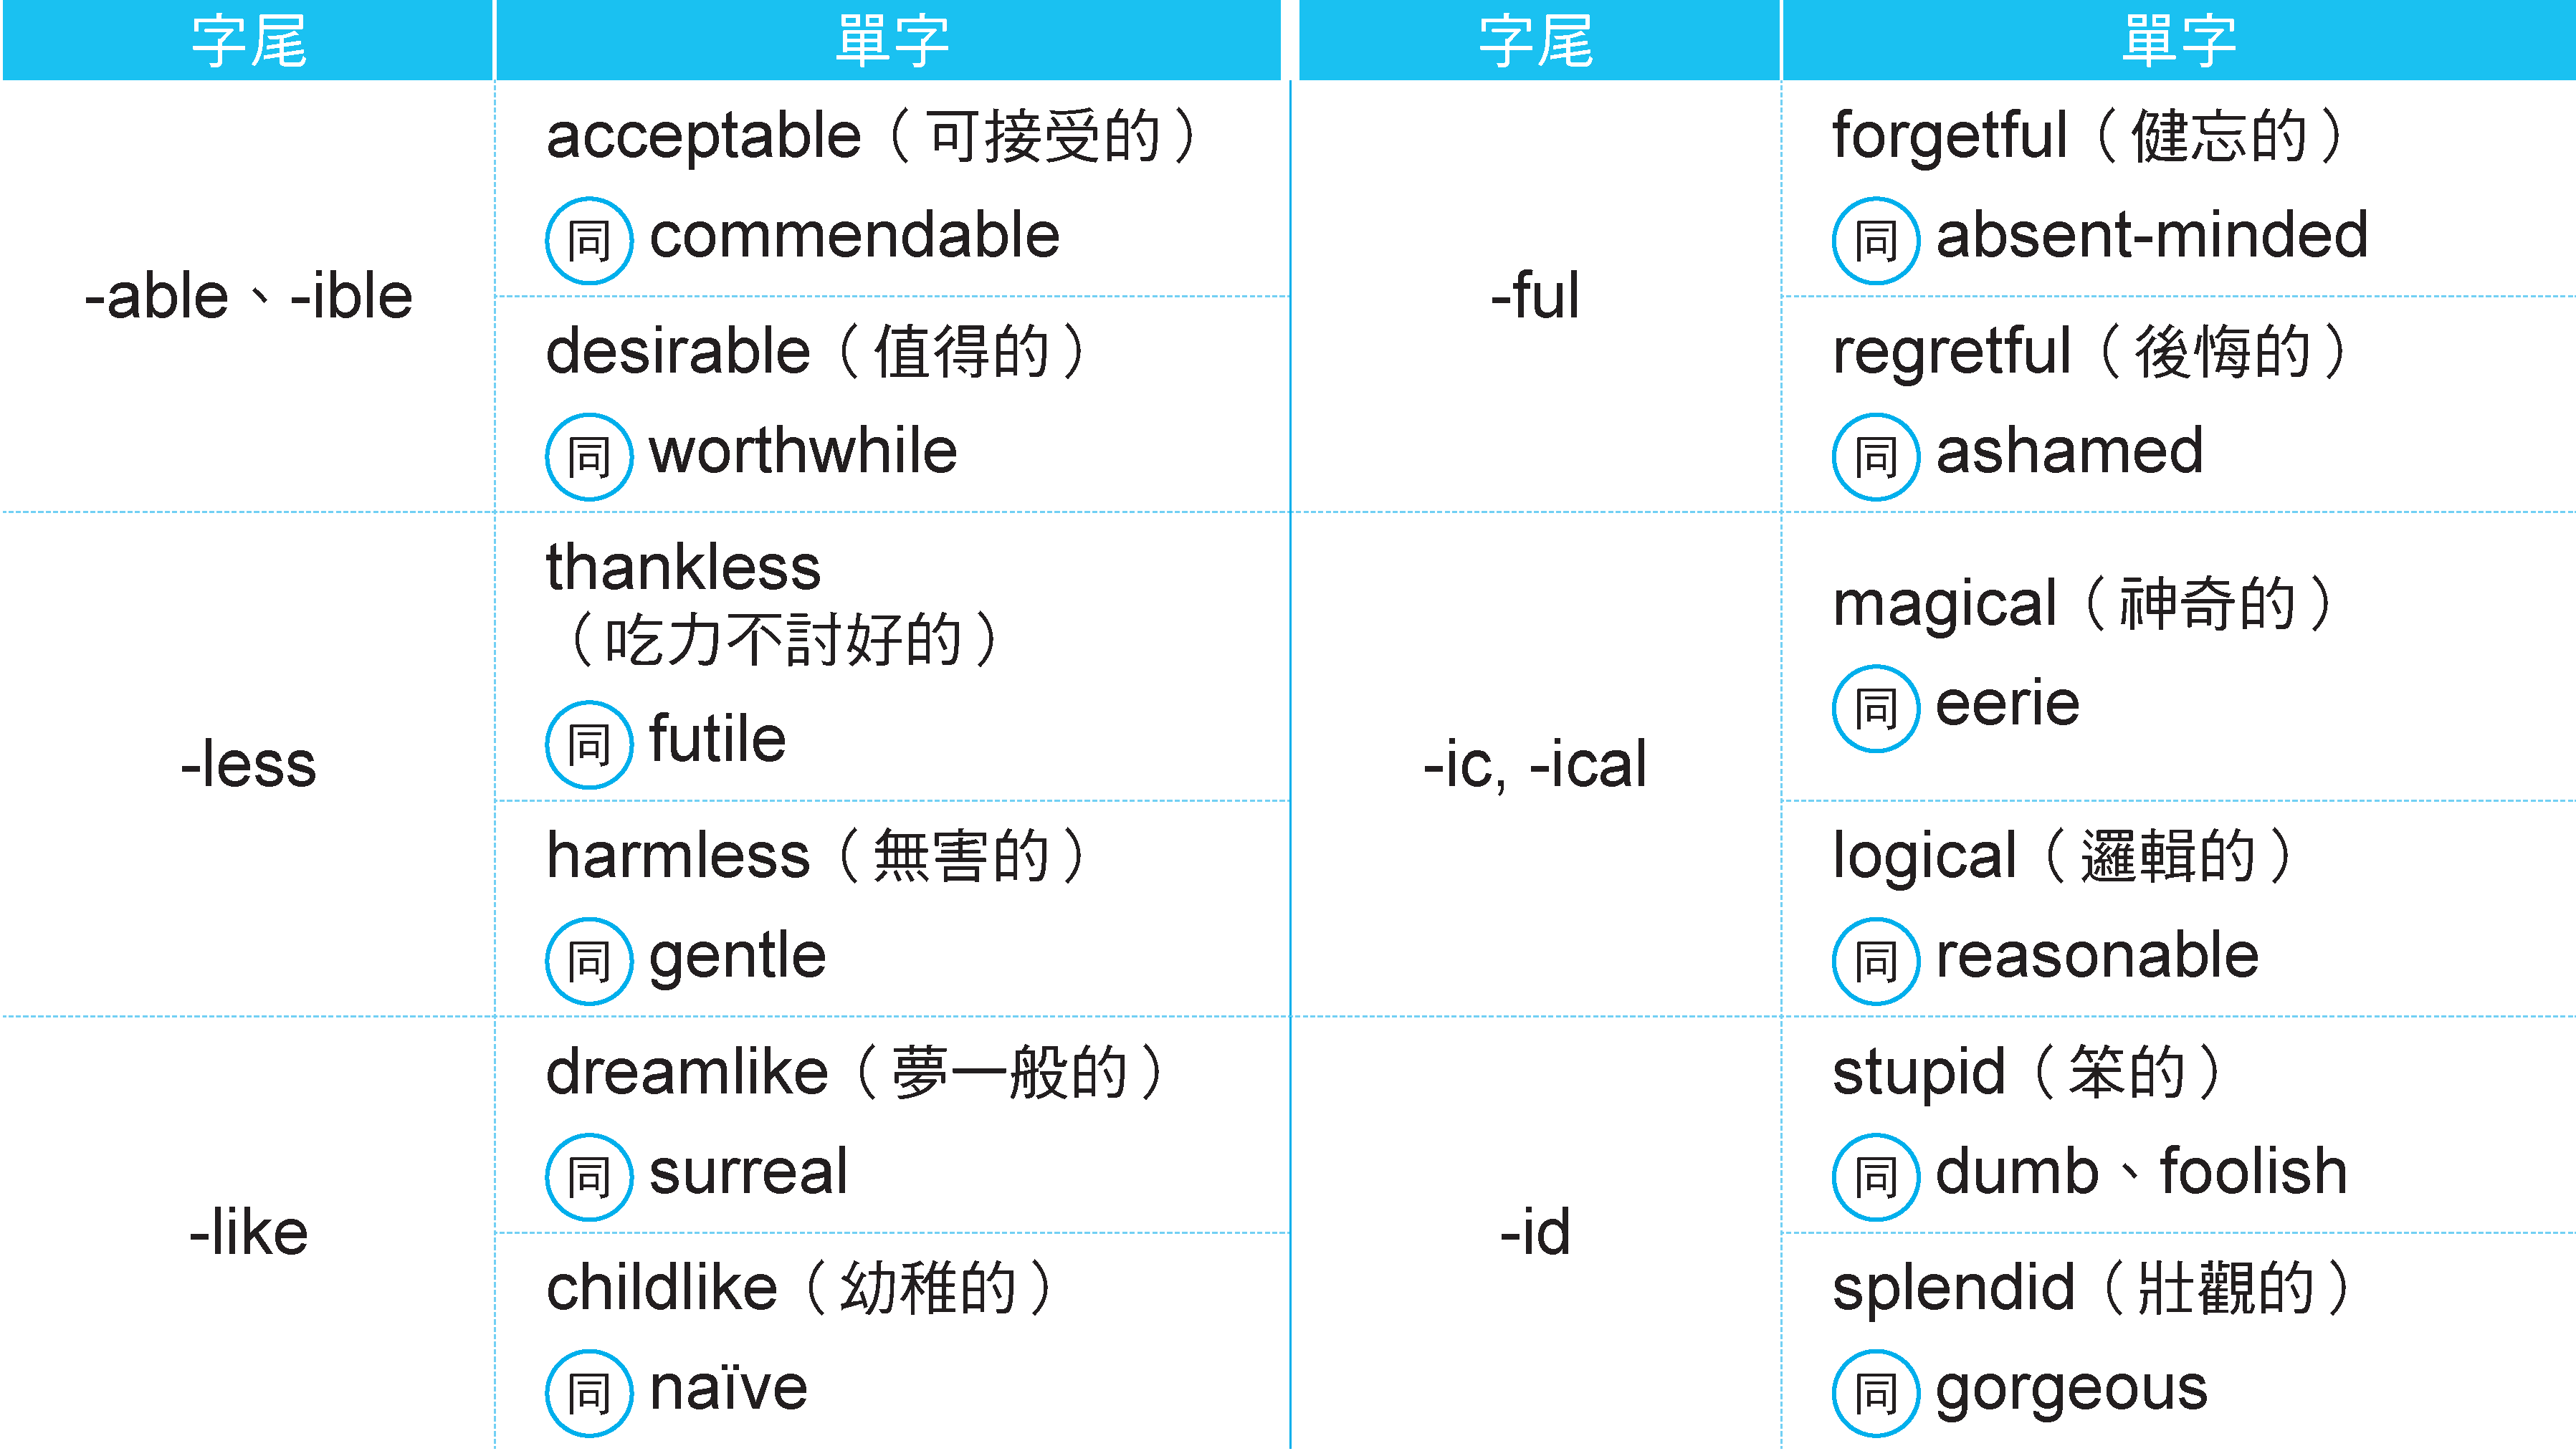 字尾 單字 字尾 單字
-able、-ible
acceptable（可接受的）
同 commendable
desirable（值得的）
同 worthwhile
-ful
forgetful（健忘的）
同 absent-minded
regretful（後悔的）
同 ashamed
-less
thankless
（吃力不討好的）
同 futile
harmless（無害的）
同 gentle
-ic, -ical
magical（神奇的）
同 eerie
logical（邏輯的）
同 reasonable
-like
dreamlike（夢一般的）
同 surreal
childlike（幼稚的）
同 naïve
-id
stupid（笨的）
同 dumb、foolish
splendid（壯觀的）
同 gorgeous